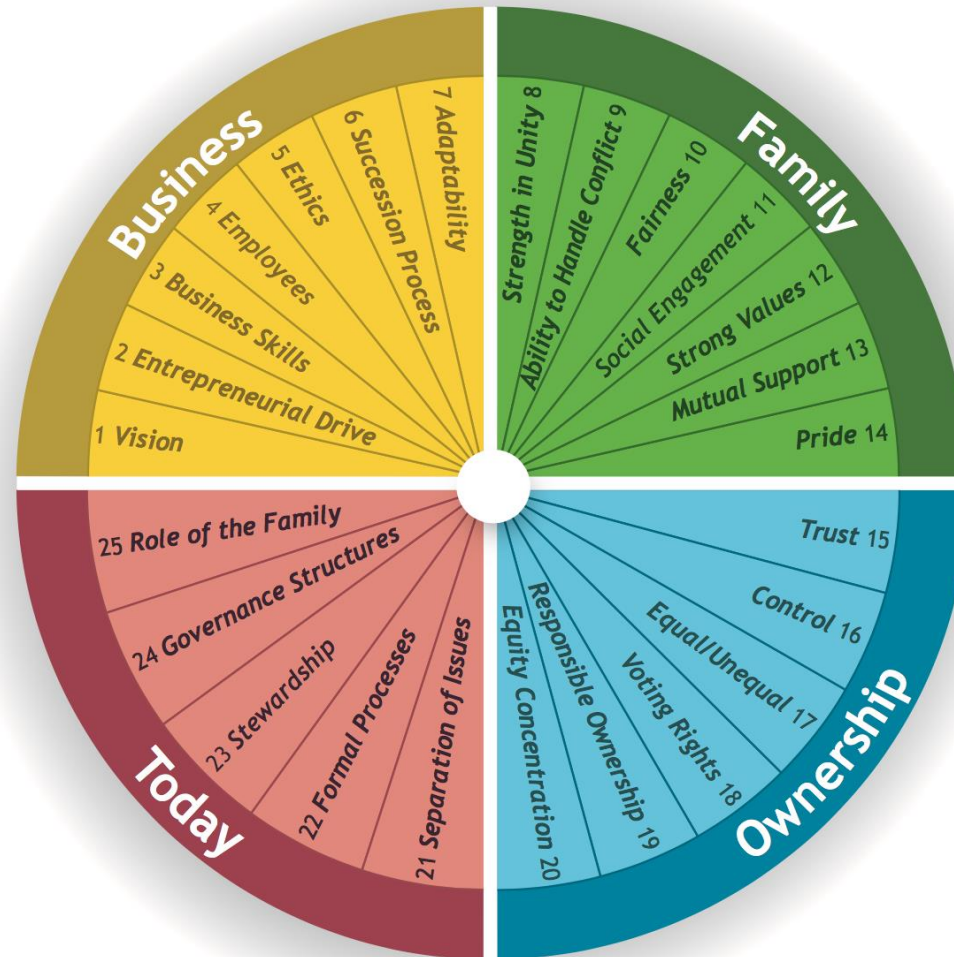 Business
1 Vision
2 Entrepreneurial Drive
3 Business Skills
4 Employees
5 Ethics
6 Succession Process
7 Adaptability
Family
Strength in Unity 8
Ability to Handle Conflict 9
Fairness 10
Social Engagement 11
Strong Values 12
Mutual Support 13
Pride 14
Ownership
Trust 15
Control 16
Equal/Unequal 17
Voting Rights 18
Responsible Ownership 19
Equity Concentration 20
Today
21 Separation of Issues
22 Formal Processes
23 Stewardship
24 Governance Structures
25 Role of the Family